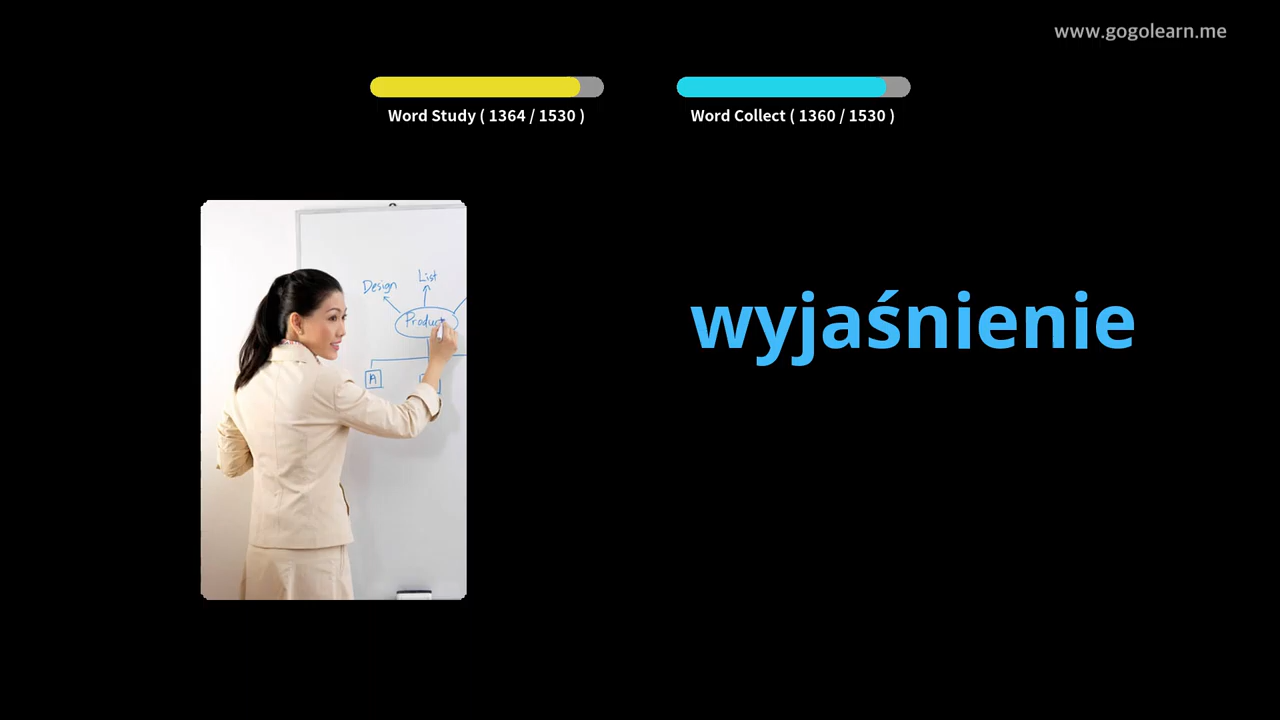 www.gogolearn.me
Word Study ( 1364 / 1530 )
Word Collect ( 1360 / 1530 )
wyjaśnienie
Design
List
Product
A